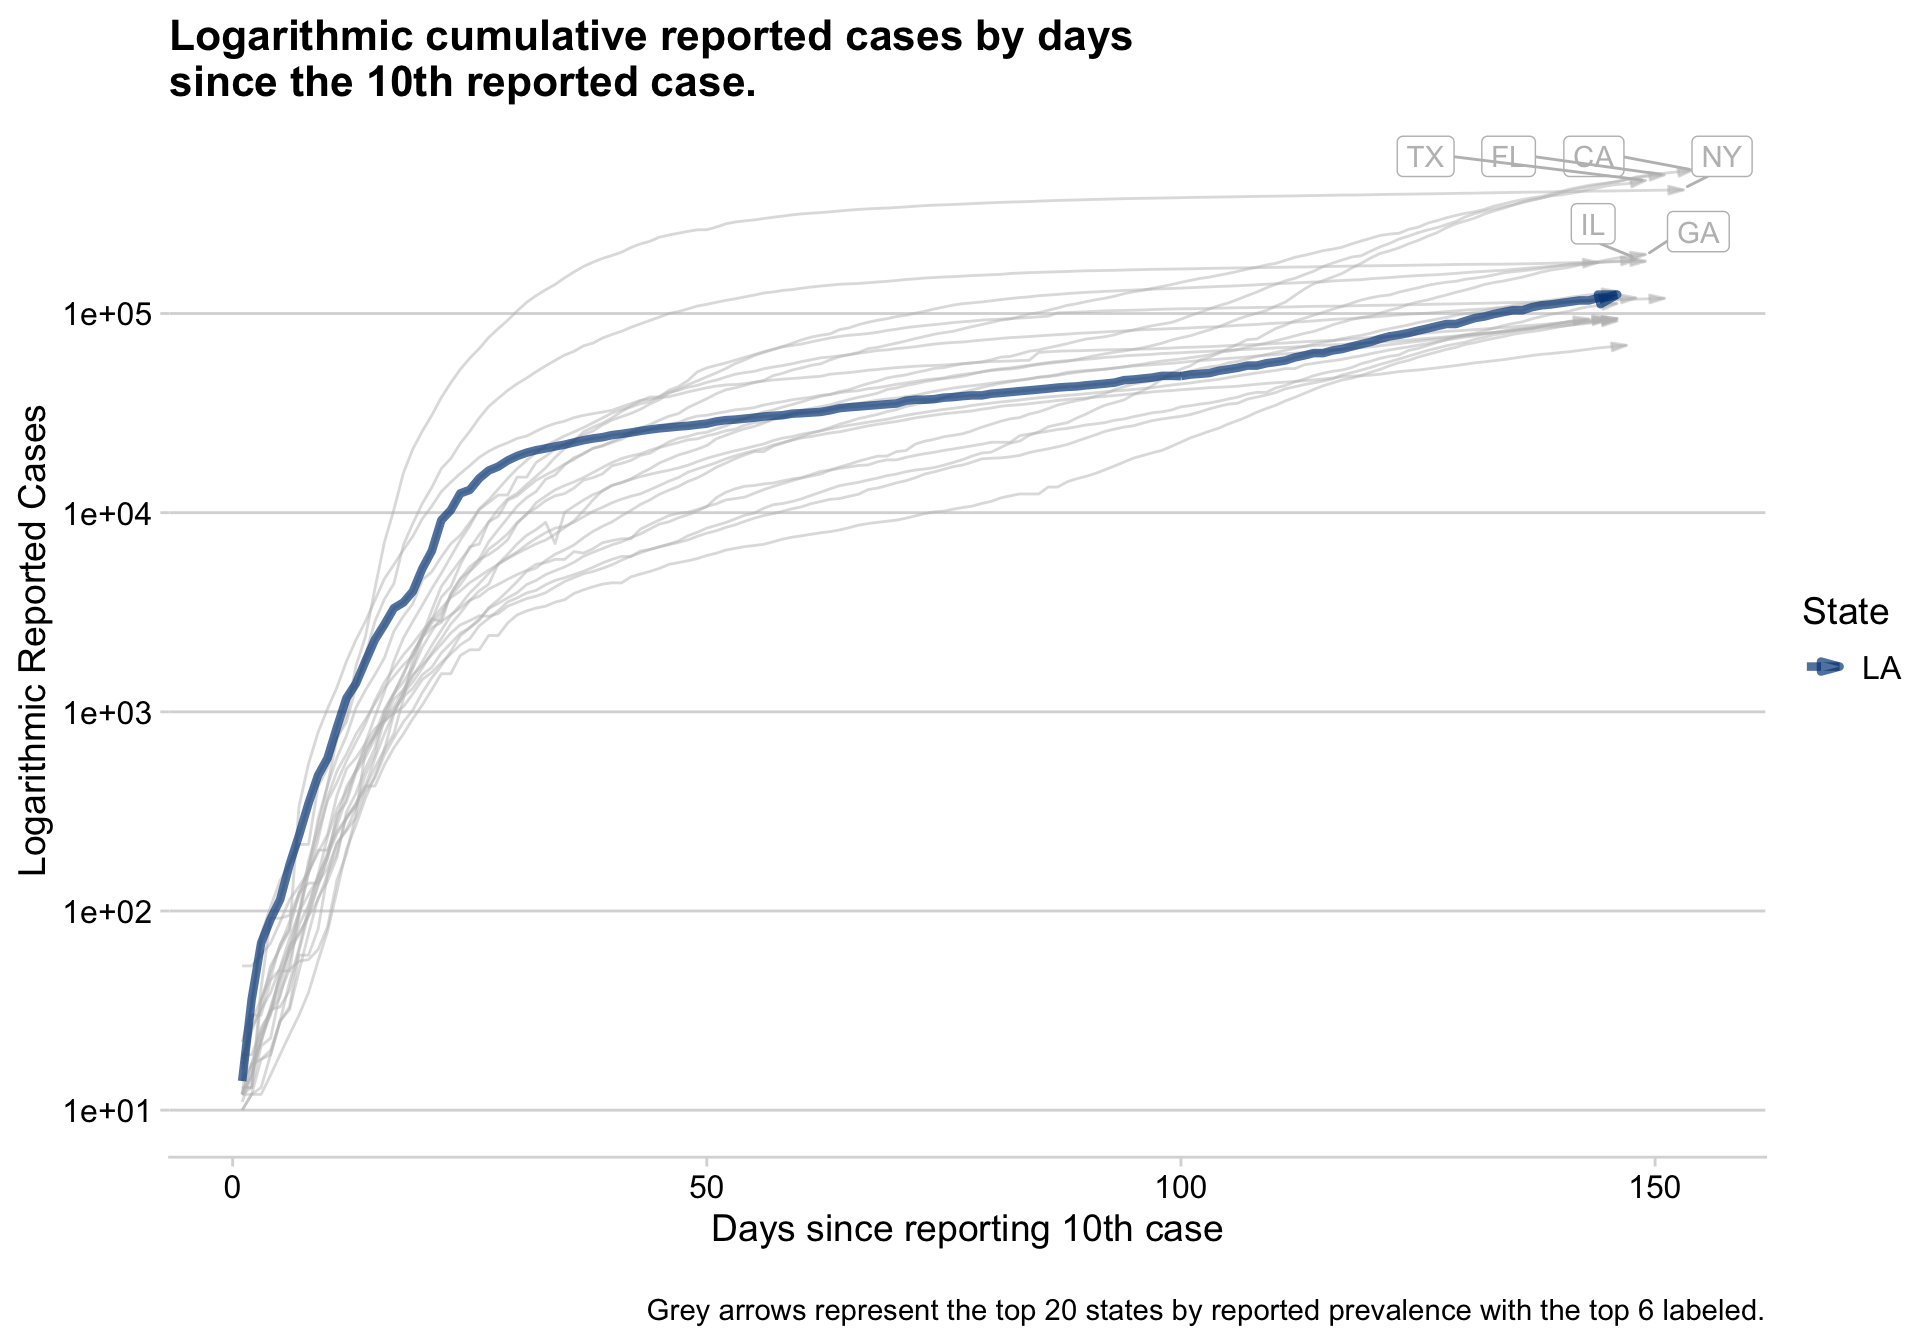 Logarithmic cumulative reported cases by days
since the 10th reported case.
TX FL CA NY
IL GA
1e+05
1e+04
1e+03
1e+02
1e+01
Logarithmic Reported Cases
State
LA
0 50 100 150
Days since reporting 10th case
Grey arrows represent the top 20 states by reported prevalence with the top 6 labeled.